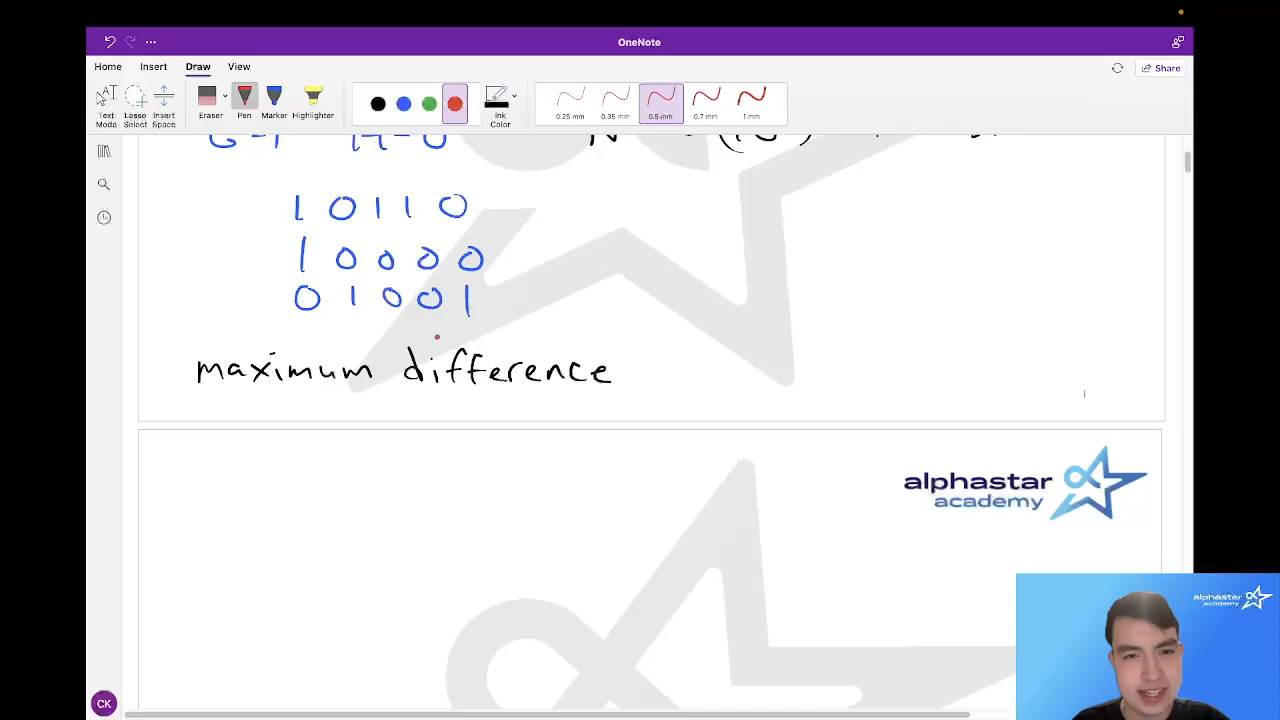 OneNote
Home Insert Draw View
Share
Text Mode
Lasso Select
Insert Space
Eraser
Pen
Marker
Highlighter
Ink Color
0.25 mm
0.35 mm
0.5 mm
0.7 mm
1 mm
1 0 1 1 0
1 0 0 0 0
0 1 0 0 1
maximum difference
alphastar
academy
alphastar
academy
CK